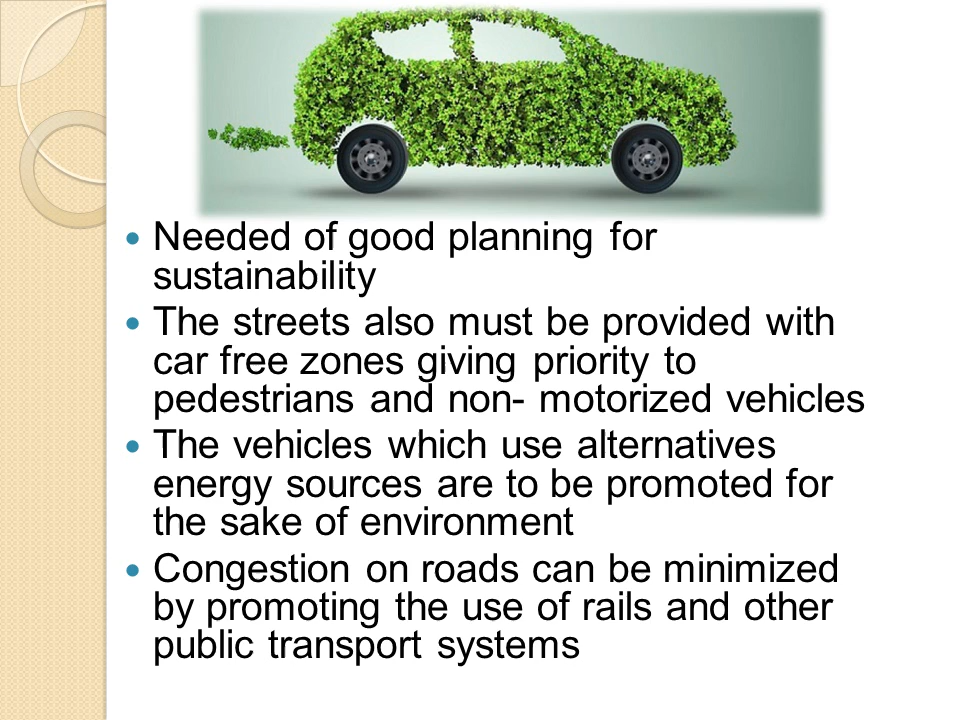 Needed of good planning for
sustainability
The streets also must be provided with
car free zones giving priority to
pedestrians and non- motorized vehicles
The vehicles which use alternatives
energy sources are to be promoted for
the sake of environment
Congestion on roads can be minimized
by promoting the use of rails and other
public transport systems